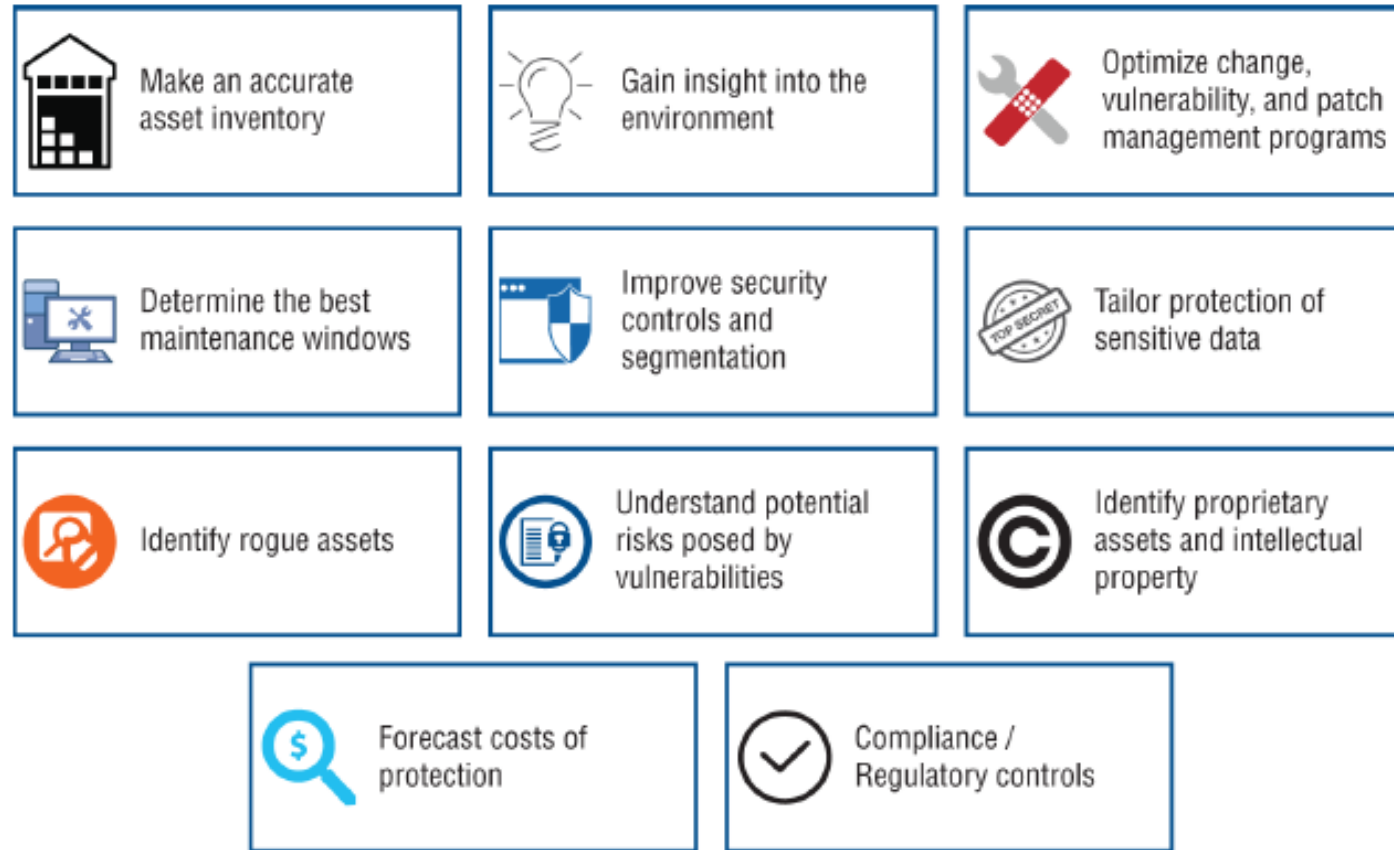 Make an accurate
asset inventory
Gain insight into the
environment
Optimize change,
vulnerability, and patch
management programs
Determine the best
maintenance windows
Improve security
controls and
segmentation
TOP SECRET
Tailor protection of
sensitive data
Identify rogue assets
Understand potential
risks posed by
vulnerabilities
©
Identify proprietary
assets and intellectual
property
$
Forecast costs of
protection
Compliance /
Regulatory controls